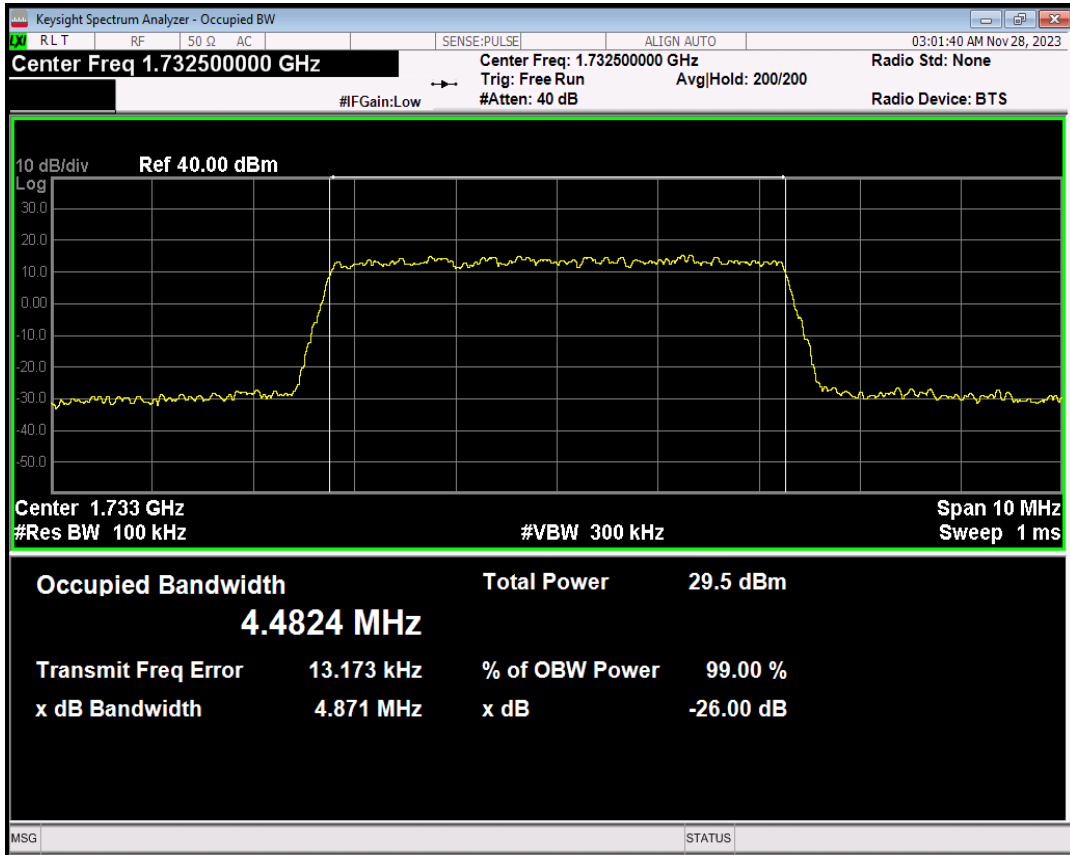 Keysight Spectrum Analyzer - Occupied BW
LXI RLT RF 50 Ω AC SENSE:PULSE ALIGN AUTO 03:01:40 AM Nov 28, 2023
Center Freq 1.732500000 GHz
Center Freq: 1.732500000 GHz Radio Std: None
Trig: Free Run Avg|Hold: 200/200
#IFGain:Low #Atten: 40 dB Radio Device: BTS
10 dB/div Ref 40.00 dBm
Log
30.0
20.0
10.0
0.00
-10.0
-20.0
-30.0
-40.0
-50.0
Center 1.733 GHz Span 10 MHz
#Res BW 100 kHz #VBW 300 kHz Sweep 1 ms
Occupied Bandwidth Total Power 29.5 dBm
4.4824 MHz
Transmit Freq Error 13.173 kHz % of OBW Power 99.00 %
x dB Bandwidth 4.871 MHz x dB -26.00 dB
MSG STATUS